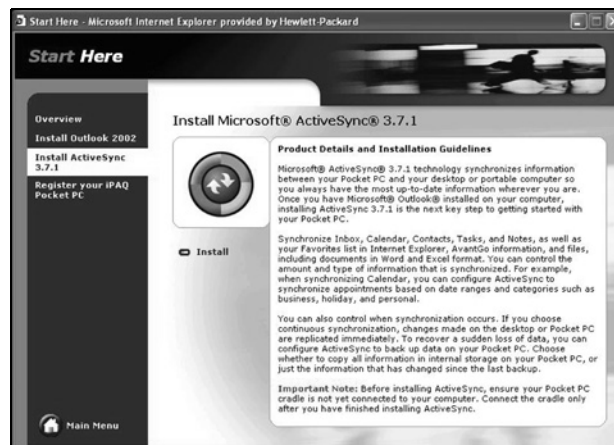 Start Here - Microsoft Internet Explorer provided by Hewlett-Packard
Start Here
Overview
Install Outlook 2002
Install ActiveSync
3.7.1
Register your iPAQ
Pocket PC
Main Menu
Install Microsoft® ActiveSync® 3.7.1
Install
Product Details and Installation Guidelines
Microsoft® ActiveSync® 3.7.1 technology synchronizes information
between your Pocket PC and your desktop or portable computer so
you always have the most up-to-date information wherever you are.
Once you have Microsoft® Outlook® installed on your computer,
installing ActiveSync 3.7.1 is the next key step to getting started with
your Pocket PC.
Synchronize Inbox, Calendar, Contacts, Tasks, and Notes, as well as
your Favorites list in Internet Explorer, AvantGo information, and files,
including documents in Word and Excel format. You can control the
amount and type of information that is synchronized. For example,
when synchronizing Calendar, you can configure ActiveSync to
synchronize appointments based on date ranges and categories such as
business, holiday, and personal.
You can also control when synchronization occurs. If you choose
continuous synchronization, changes made on the desktop or Pocket PC
are replicated immediately. To recover a sudden loss of data, you can
configure ActiveSync to back up data on your Pocket PC. Choose
whether to copy all information in internal storage on your Pocket PC, or
just the information that has changed since the last backup.
Important Note: Before installing ActiveSync, ensure your Pocket PC
cradle is not yet connected to your computer. Connect the cradle only
after you have finished installing ActiveSync.